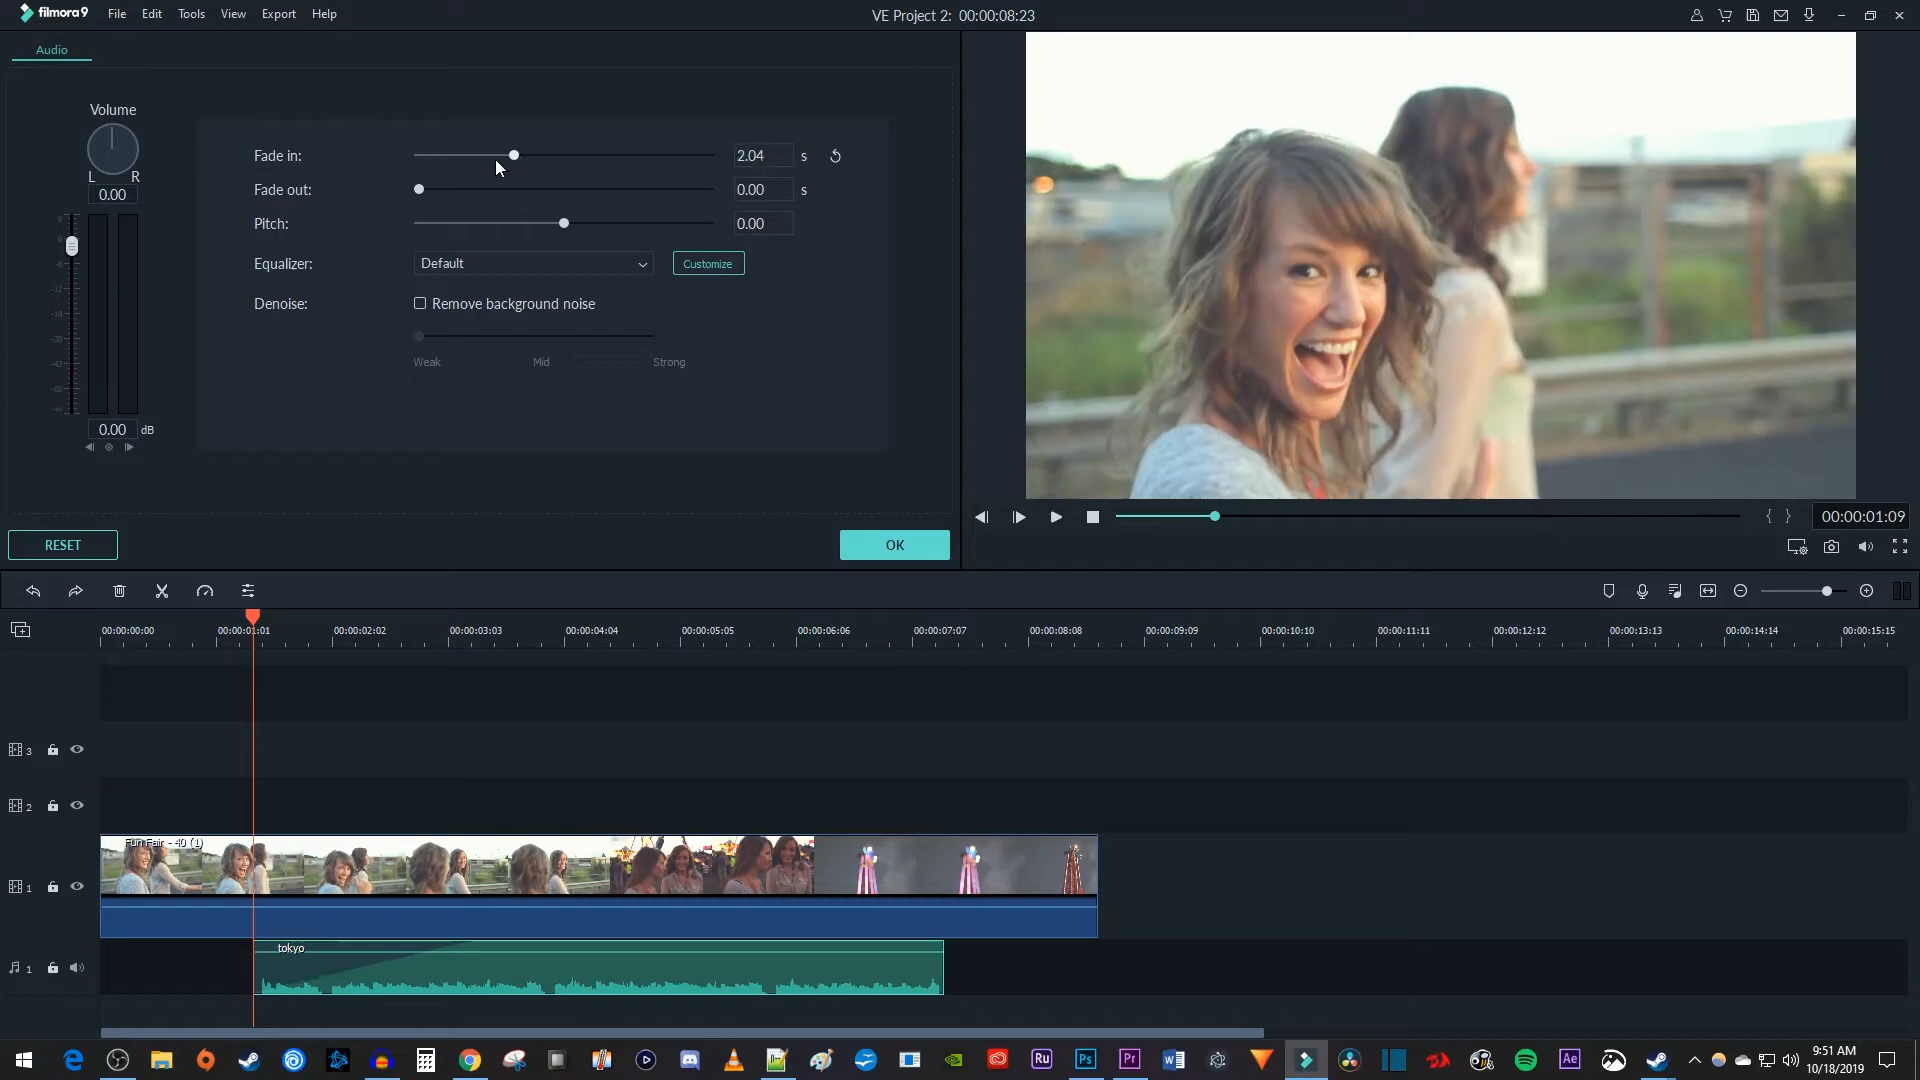 filmora9 File Edit Tools View Export Help VE Project 2: 00:00:08:23
Audio
Volume
L R
0.00
0.00 dB
Fade in: 2.04 s
Fade out: 0.00 s
Pitch: 0.00
Equalizer: Default Customize
Denoise: Remove background noise
Weak Mid Strong
RESET OK
00:00:01:09
00:00:00:00 00:00:01:01 00:00:02:02 00:00:03:03 00:00:04:04 00:00:05:05 00:00:06:06 00:00:07:07 00:00:08:08 00:00:09:09 00:00:10:10 00:00:11:11 00:00:12:12 00:00:13:13 00:00:14:14 00:00:15:15
3
2
Fun Fair - 40 (1)
1
tokyo
1
Ru Ps Pr Ae
9:51 AM
10/18/2019